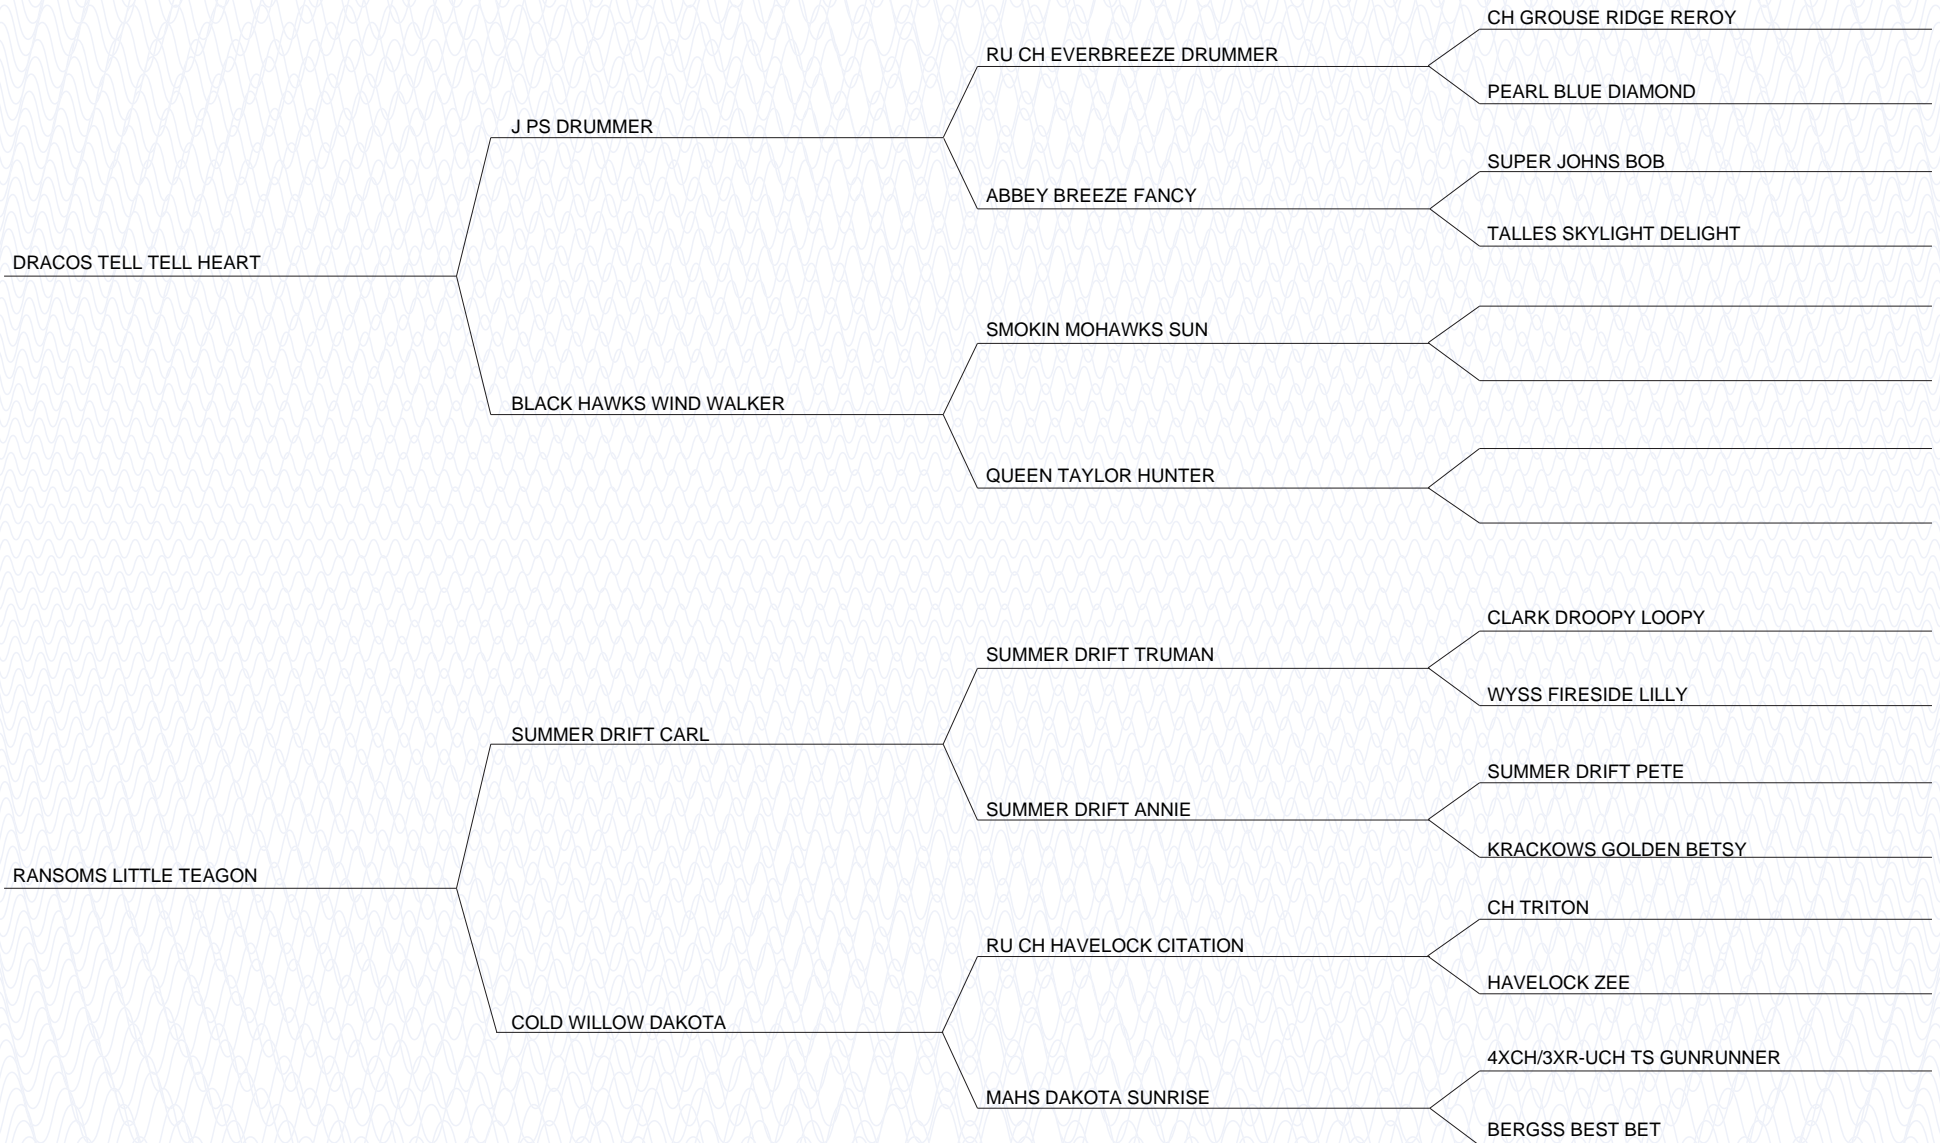 CH GROUSE RIDGE REROY
RU CH EVERBREEZE DRUMMER
PEARL BLUE DIAMOND
J PS DRUMMER
SUPER JOHNS BOB
ABBEY BREEZE FANCY
TALLES SKYLIGHT DELIGHT
DRACOS TELL TELL HEART
SMOKIN MOHAWKS SUN
BLACK HAWKS WIND WALKER
QUEEN TAYLOR HUNTER
CLARK DROOPY LOOPY
SUMMER DRIFT TRUMAN
WYSS FIRESIDE LILLY
SUMMER DRIFT CARL
SUMMER DRIFT PETE
SUMMER DRIFT ANNIE
KRACKOWS GOLDEN BETSY
RANSOMS LITTLE TEAGON
CH TRITON
RU CH HAVELOCK CITATION
HAVELOCK ZEE
COLD WILLOW DAKOTA
4XCH/3XR-UCH TS GUNRUNNER
MAHS DAKOTA SUNRISE
BERGSS BEST BET